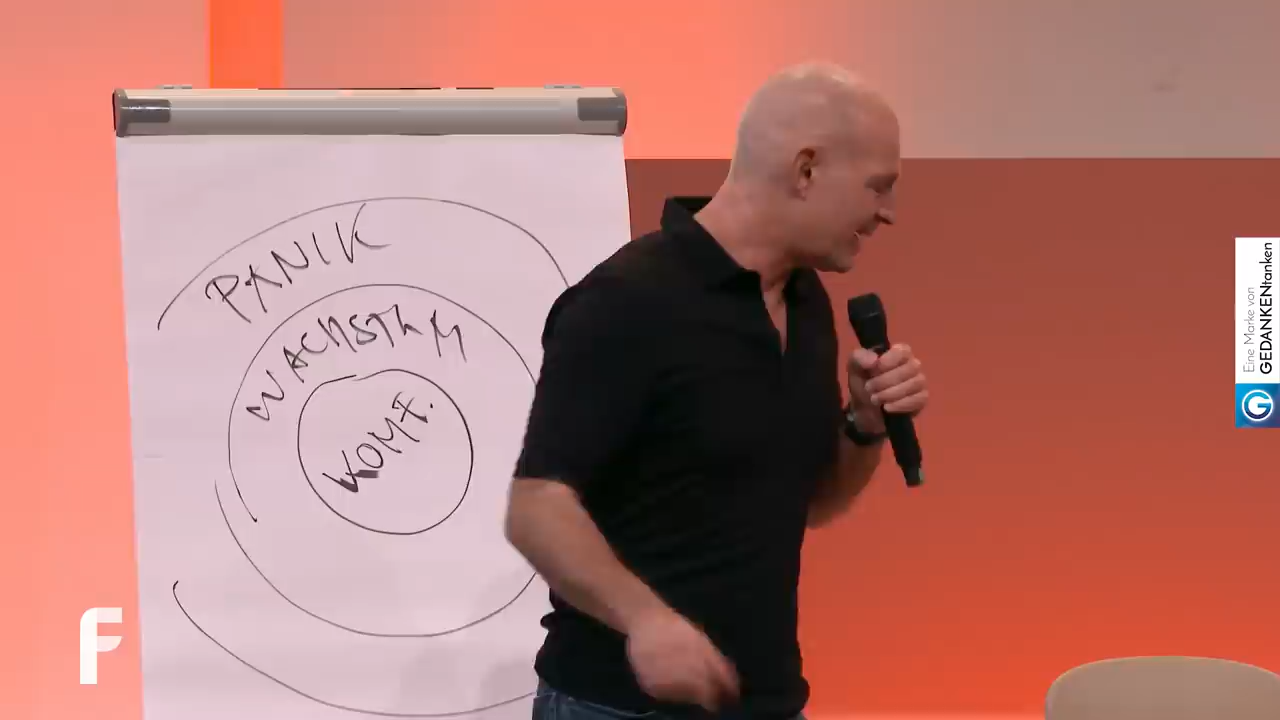 PANIK
WACHSTUM
KOMF.
F
Eine Marke von
GEDANKENtanken
G